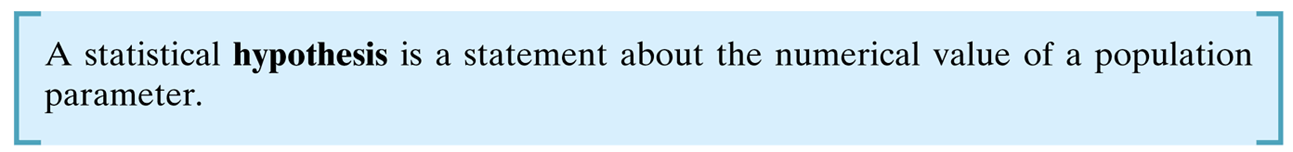 A statistical hypothesis is a statement about the numerical value of a population
parameter.